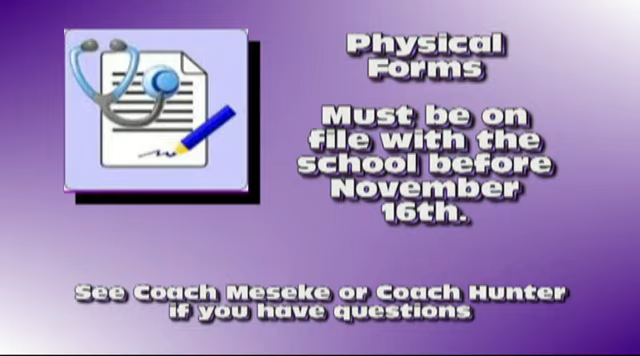 Physical
Forms
Must be on
file with the
school before
November
16th.
See Coach Meseke or Coach Hunter
if you have questions